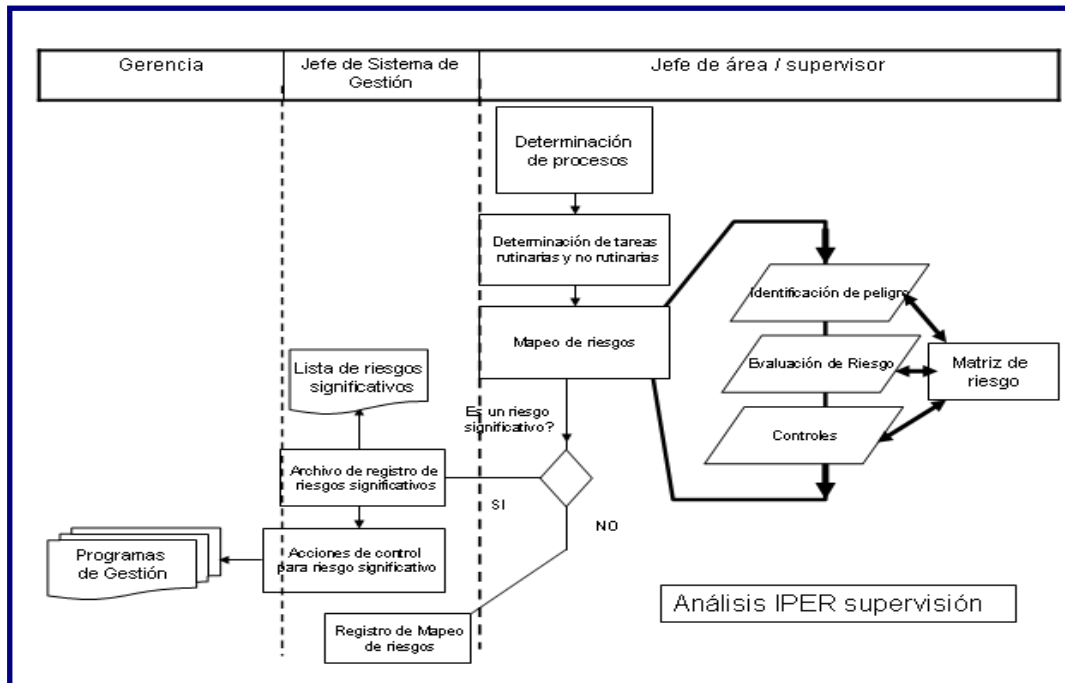 Gerencia
Jefe de Sistema de
Gestión
Jefe de área / supervisor
Determinación
de procesos
Determinación de tareas
rutinarias y no rutinarias
Mapeo de riesgos
Identificación de peligro
Evaluación de Riesgo
Controles
Matriz de
riesgo
Lista de riesgos
significativos
Es un riesgo
significativo?
Archivo de registro de
riesgos significativos
SI
NO
Acciones de control
para riesgo significativo
Programas
de Gestión
Registro de Mapeo
de riesgos
Análisis IPER supervisión